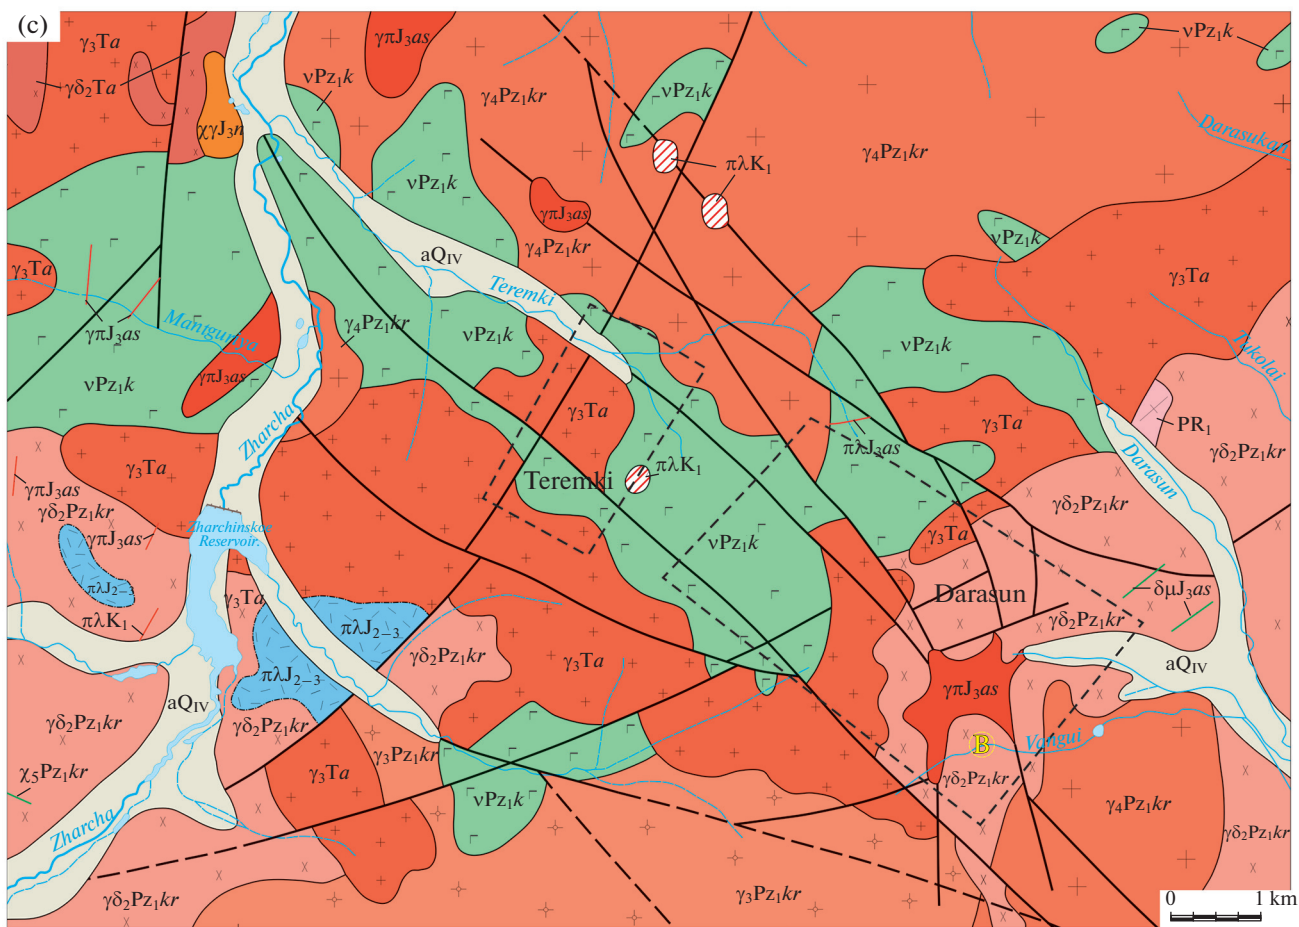 (c)
γ₃Ta
γπJ₃as
νPz₁k
γδ₂Ta
νPz₁k
νPz₁k
γ₄Pz₁kr
χγJ₃n
Darasukan
γ₄Pz₁kr
πλK₁
νPz₁k
γπJ₃as
γ₄Pz₁kr
νPz₁k
aQIV
γ₃Ta
γ₃Ta
Teremki
Mantguriya
γπJ₃as
γ₄Pz₁kr
νPz₁k
νPz₁k
Tukolai
γπJ₃as
νPz₁k
Zharcha
γ₃Ta
γ₃Ta
PR₁
πλJ₃as
γδ₂Pz₁kr
γ₃Ta
Darasun
πλK₁
Teremki
γπJ₃as
γδ₂Pz₁kr
γδ₂Pz₁kr
Zharchinskoe
Reservoir.
γπJ₃as
γ₃Ta
νPz₁k
πλJ₂₋₃
γ₃Ta
Darasun
δμJ₃as
πλK₁
πλJ₂₋₃
γδ₂Pz₁kr
γδ₂Pz₁kr
γ₃Ta
aQIV
πλJ₂₋₃
γπJ₃as
aQIV
γδ₂Pz₁kr
γδ₂Pz₁kr
B
Vangui
γ₃Pz₁kr
χ₅Pz₁kr
γ₃Ta
γδ₂Pz₁kr
νPz₁k
γ₄Pz₁kr
Zharcha
γδ₂Pz₁kr
γδ₂Pz₁kr
γ₃Pz₁kr
0 1 km